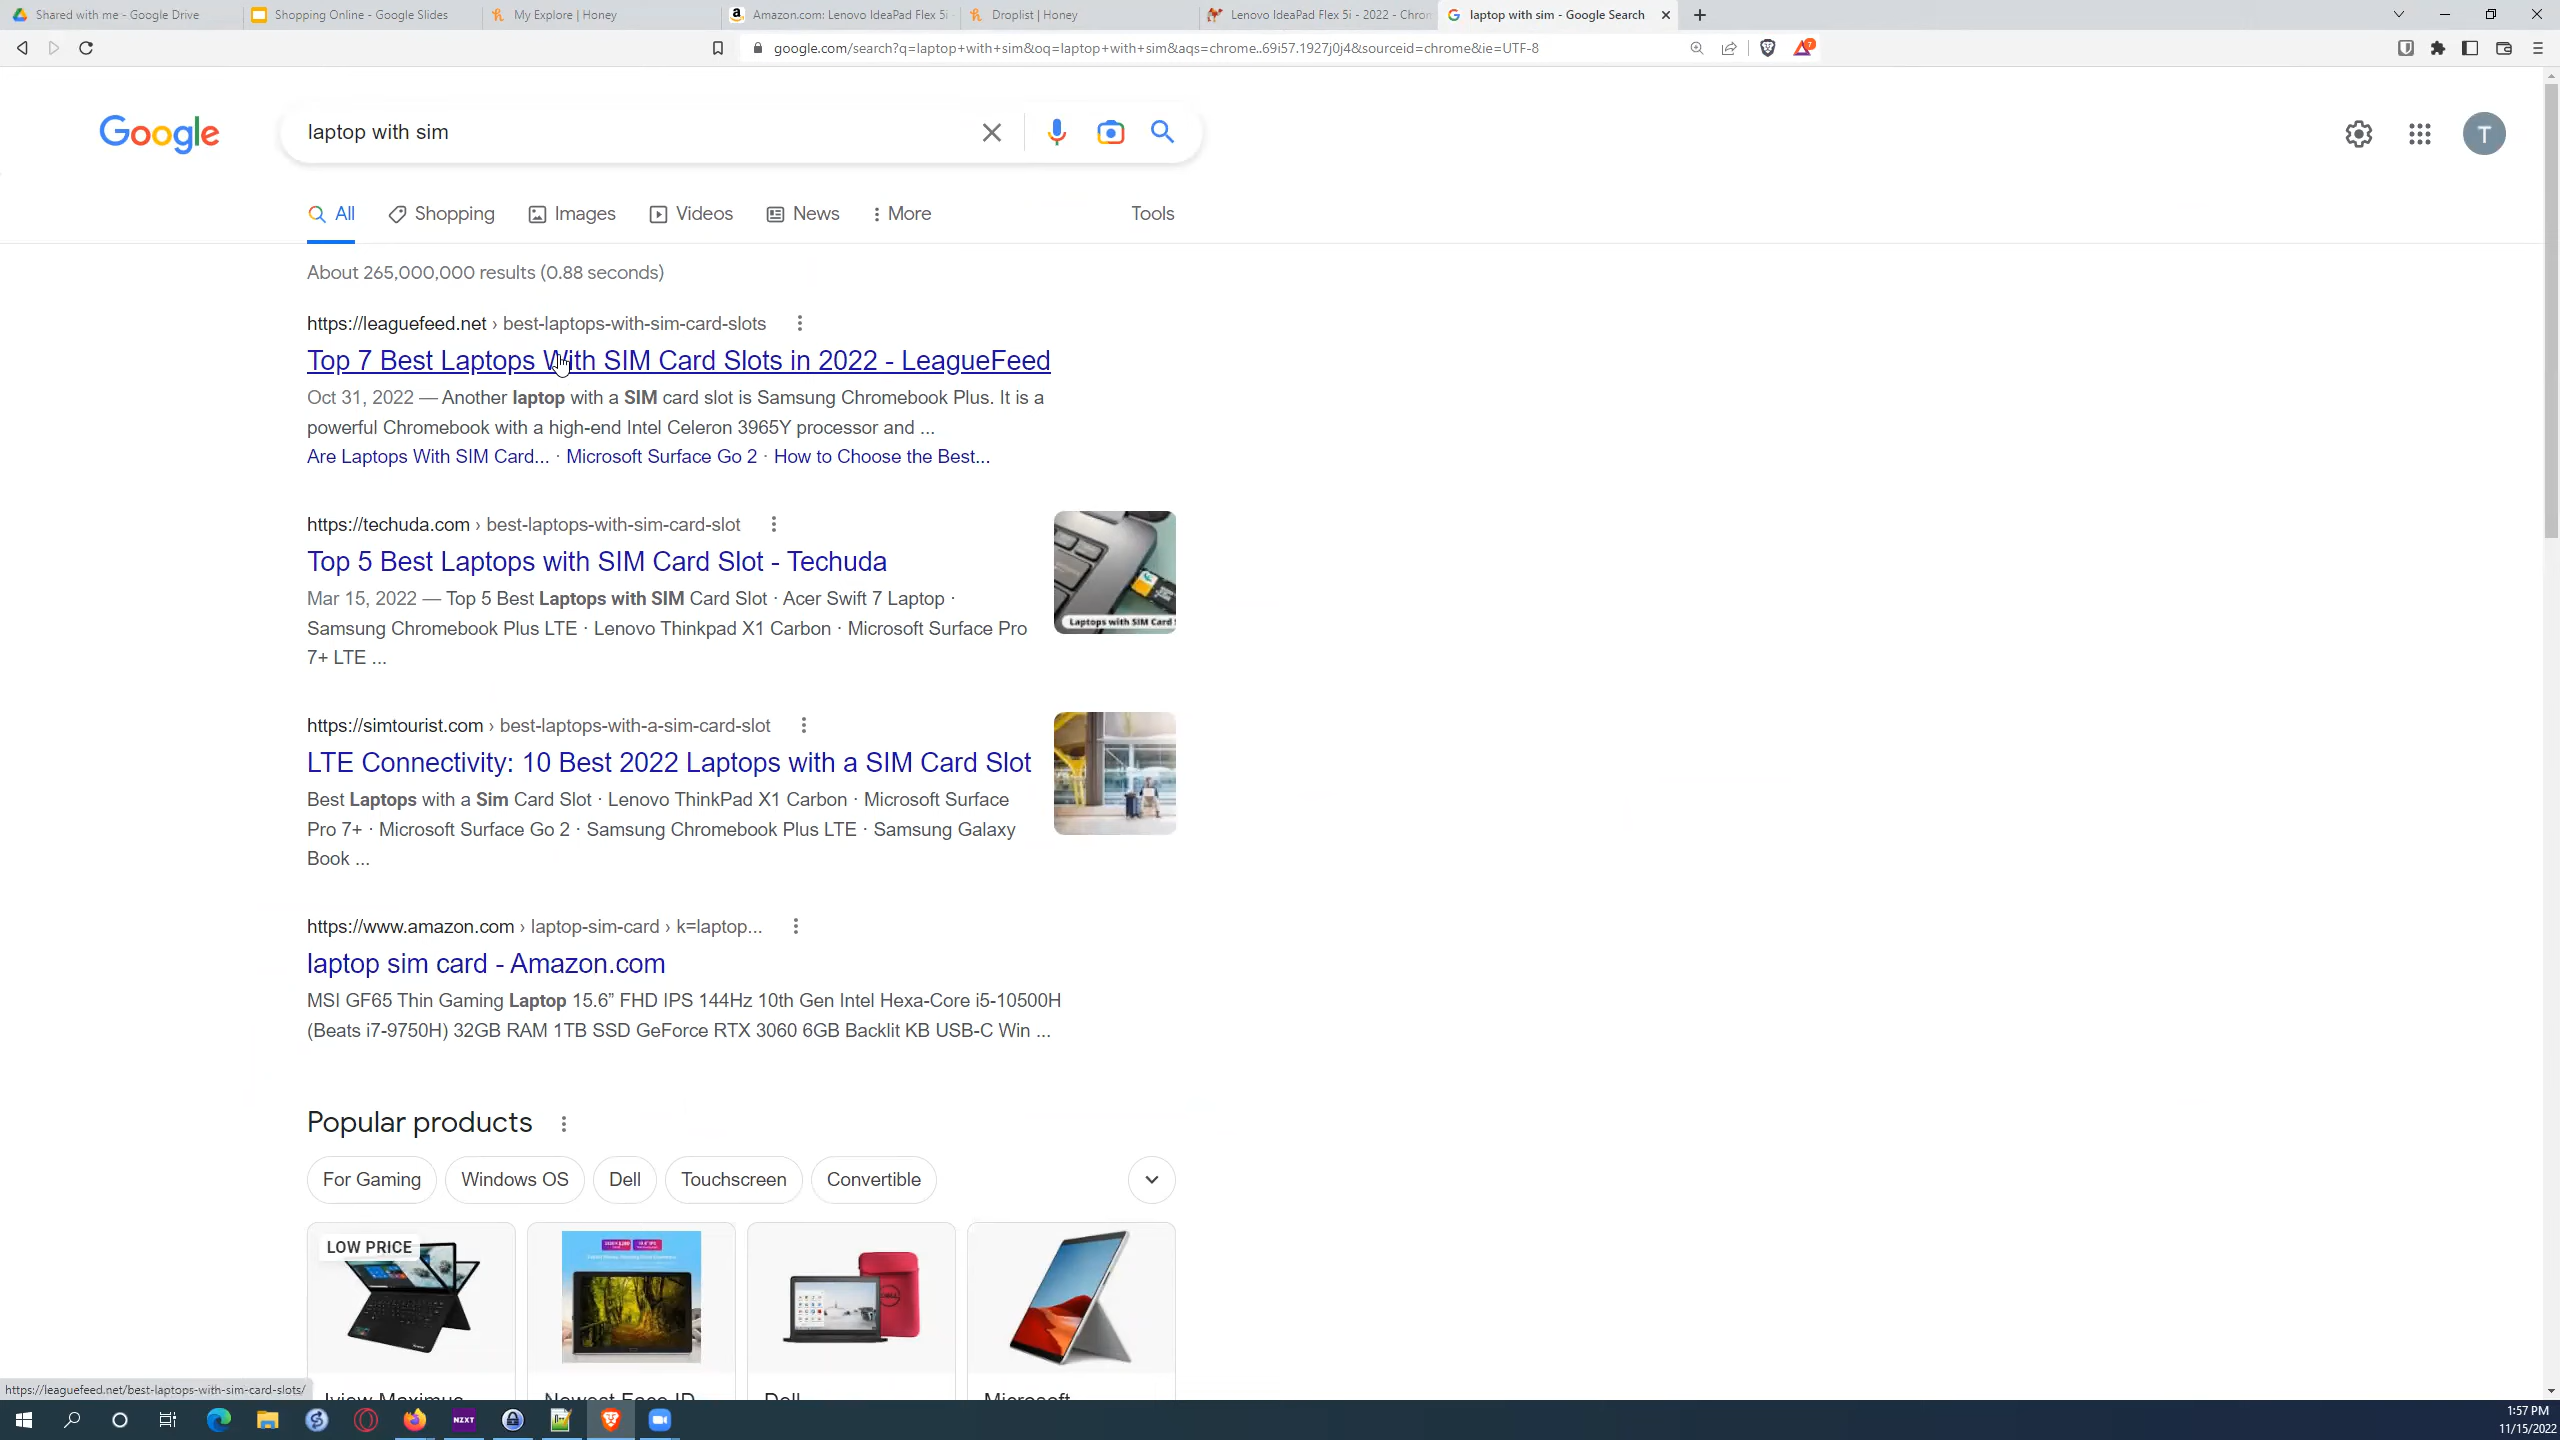 Shared with me - Google Drive
Shopping Online - Google Slides
My Explore | Honey
Amazon.com: Lenovo IdeaPad Flex 5i
Droplist | Honey
Lenovo IdeaPad Flex 5i - 2022 - Chron
laptop with sim - Google Search
google.com/search?q=laptop+with+sim&oq=laptop+with+sim&aqs=chrome..69i57.1927j0j4&sourceid=chrome&ie=UTF-8
7
Google
laptop with sim
T
All
Shopping
Images
Videos
News
More
Tools
About 265,000,000 results (0.88 seconds)
https://leaguefeed.net › best-laptops-with-sim-card-slots
Top 7 Best Laptops With SIM Card Slots in 2022 - LeagueFeed
Oct 31, 2022 — Another laptop with a SIM card slot is Samsung Chromebook Plus. It is a
powerful Chromebook with a high-end Intel Celeron 3965Y processor and ...
Are Laptops With SIM Card... · Microsoft Surface Go 2 · How to Choose the Best...
https://techuda.com › best-laptops-with-sim-card-slot
Top 5 Best Laptops with SIM Card Slot - Techuda
Mar 15, 2022 — Top 5 Best Laptops with SIM Card Slot · Acer Swift 7 Laptop ·
Samsung Chromebook Plus LTE · Lenovo Thinkpad X1 Carbon · Microsoft Surface Pro
7+ LTE ...
Laptops with SIM Card
https://simtourist.com › best-laptops-with-a-sim-card-slot
LTE Connectivity: 10 Best 2022 Laptops with a SIM Card Slot
Best Laptops with a Sim Card Slot · Lenovo ThinkPad X1 Carbon · Microsoft Surface
Pro 7+ · Microsoft Surface Go 2 · Samsung Chromebook Plus LTE · Samsung Galaxy
Book ...
https://www.amazon.com › laptop-sim-card › k=laptop...
laptop sim card - Amazon.com
MSI GF65 Thin Gaming Laptop 15.6" FHD IPS 144Hz 10th Gen Intel Hexa-Core i5-10500H
(Beats i7-9750H) 32GB RAM 1TB SSD GeForce RTX 3060 6GB Backlit KB USB-C Win ...
Popular products
For Gaming
Windows OS
Dell
Touchscreen
Convertible
LOW PRICE
Iview Maximus
Newest Face ID
Dell
Microsoft
https://leaguefeed.net/best-laptops-with-sim-card-slots/
NZXT
1:57 PM
11/15/2022